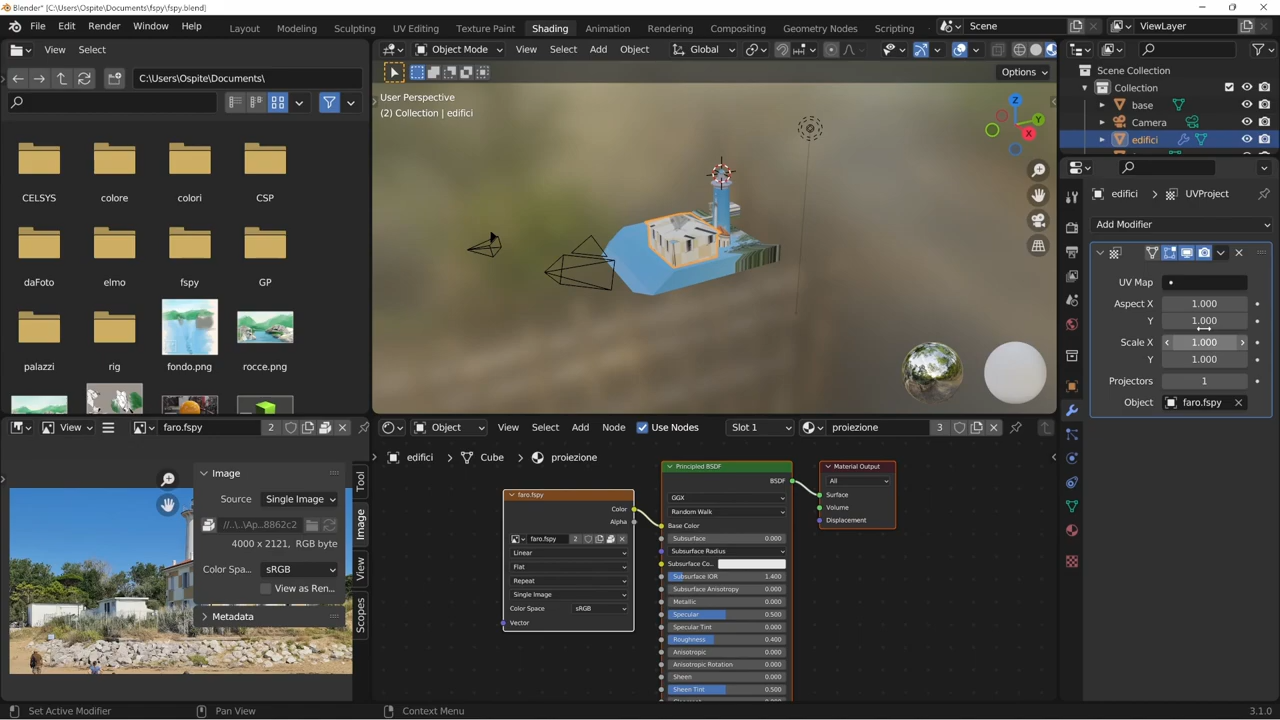 Blender* [C:\Users\Ospite\Documents\fspy\fspy.blend]
File Edit Render Window Help
Layout Modeling Sculpting UV Editing Texture Paint Shading Animation Rendering Compositing Geometry Nodes Scripting
Scene
ViewLayer
View Select
C:\Users\Ospite\Documents\
CELSYS colore colori CSP
daFoto elmo fspy GP
palazzi rig fondo.png rocce.png
Object Mode View Select Add Object Global
Options
User Perspective
(2) Collection | edifici
Z
Y
X
Scene Collection
Collection
base
Camera
edifici
edifici UVProject
Add Modifier
UV Map
Aspect X 1.000
Y 1.000
Scale X 1.000
Y 1.000
Projectors 1
Object faro.fspy
View faro.fspy 2
Image
Source Single Image
//..\..\Ap...8862c2
4000 x 2121, RGB byte
Color Spa... sRGB
View as Ren...
Metadata
Tool
Image
View
Scopes
Object View Select Add Node Use Nodes Slot 1 proiezione 3
edifici Cube proiezione
faro.fspy
Color
Alpha
faro.fspy 2
Linear
Flat
Repeat
Single Image
Color Space sRGB
Vector
Principled BSDF
BSDF
GGX
Random Walk
Base Color
Subsurface 0.000
Subsurface Radius
Subsurface Co...
Subsurface IOR 1.400
Subsurface Anisotropy 0.000
Metallic 0.000
Specular 0.500
Specular Tint 0.000
Roughness 0.400
Anisotropic 0.000
Anisotropic Rotation 0.000
Sheen 0.000
Sheen Tint 0.500
Material Output
All
Surface
Volume
Displacement
Set Active Modifier Pan View Context Menu 3.1.0